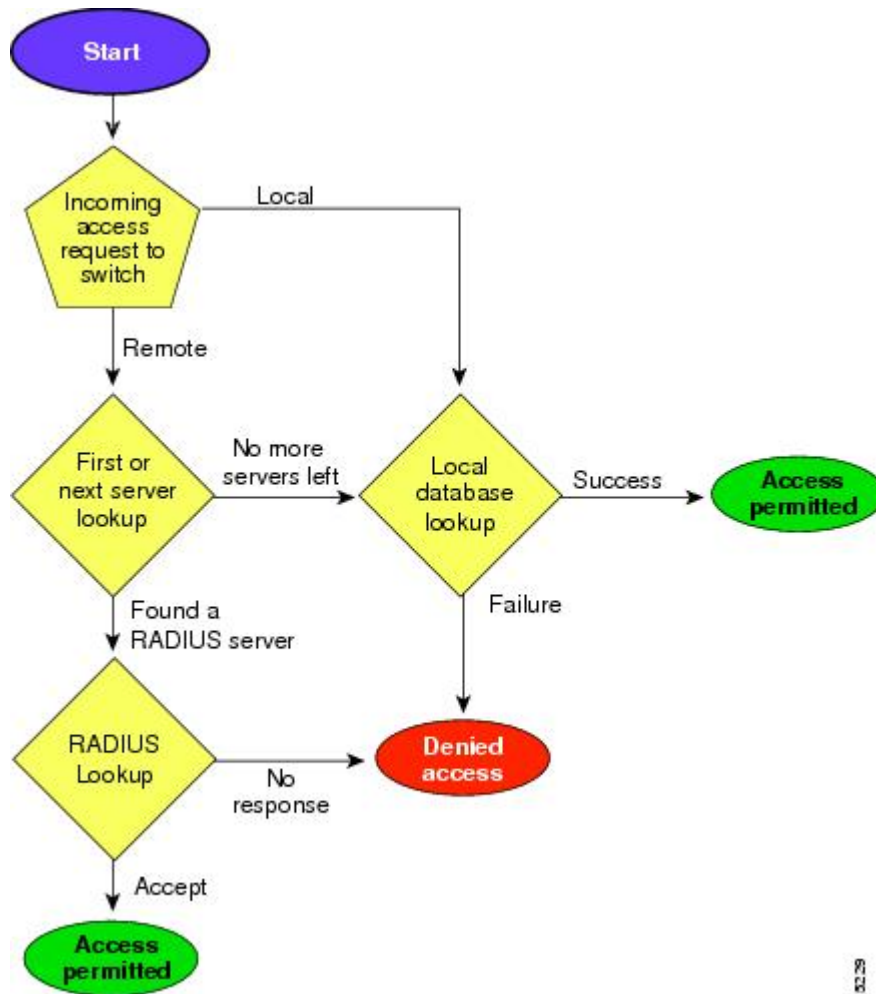 Start
Incoming
access
request to
switch
Local
Remote
First or
next server
lookup
No more
servers left
Local
database
lookup
Success
Access
permitted
Found a
RADIUS server
Failure
RADIUS
Lookup
No
response
Denied
access
Accept
Access
permitted